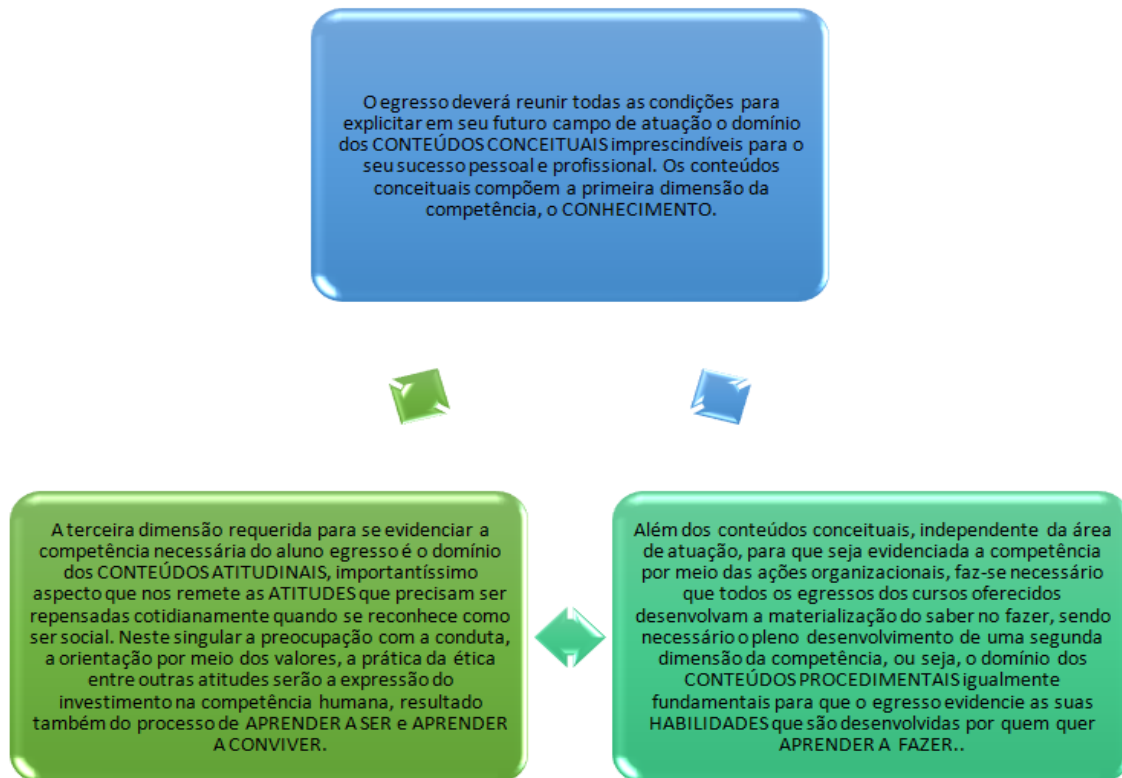 O egresso deverá reunir todas as condições para
explicitar em seu futuro campo de atuação o domínio
dos CONTEÚDOS CONCEITUAIS imprescindíveis para o
seu sucesso pessoal e profissional. Os conteúdos
conceituais compõem a primeira dimensão da
competência, o CONHECIMENTO.
A terceira dimensão requerida para se evidenciar a
competência necessária do aluno egresso é o domínio
dos CONTEÚDOS ATITUDINAIS, importantíssimo
aspecto que nos remete as ATITUDES que precisam ser
repensadas cotidianamente quando se reconhece como
ser social. Neste singular a preocupação com a conduta,
a orientação por meio dos valores, a prática da ética
entre outras atitudes serão a expressão do
investimento na competência humana, resultado
também do processo de APRENDER A SER e APRENDER
A CONVIVER.
Além dos conteúdos conceituais, independente da área
de atuação, para que seja evidenciada a competência
por meio das ações organizacionais, faz-se necessário
que todos os egressos dos cursos oferecidos
desenvolvam a materialização do saber no fazer, sendo
necessário o pleno desenvolvimento de uma segunda
dimensão da competência, ou seja, o domínio dos
CONTEÚDOS PROCEDIMENTAIS igualmente
fundamentais para que o egresso evidencie as suas
HABILIDADES que são desenvolvidas por quem quer
APRENDER A FAZER..